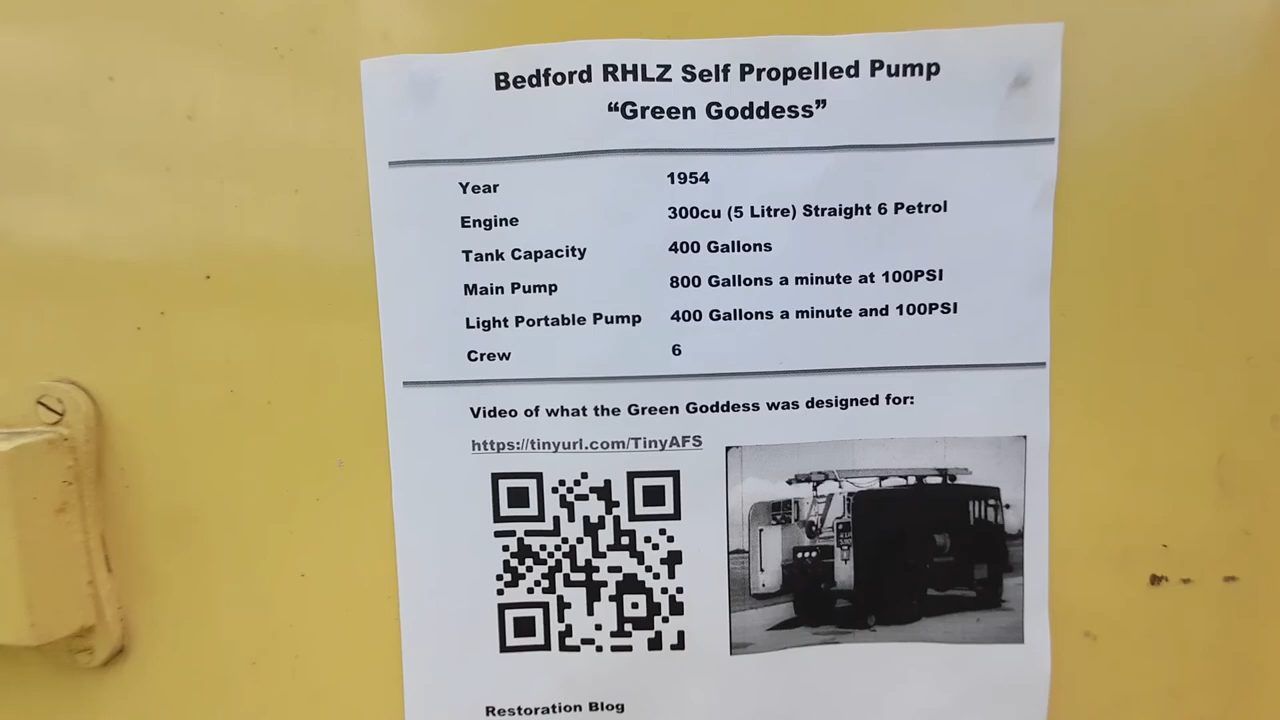 Bedford RHLZ Self Propelled Pump
“Green Goddess”
Year 1954
Engine 300cu (5 Litre) Straight 6 Petrol
Tank Capacity 400 Gallons
Main Pump 800 Gallons a minute at 100PSI
Light Portable Pump 400 Gallons a minute and 100PSI
Crew 6
Video of what the Green Goddess was designed for:
https://tinyurl.com/TinyAFS
Restoration Blog